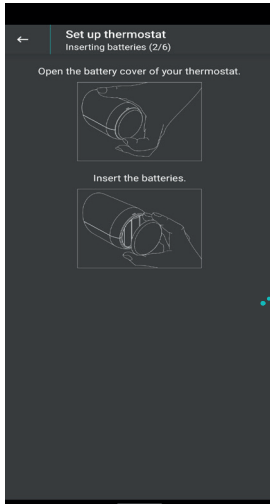 Set up thermostat
Inserting batteries (2/6)
Open the battery cover of your thermostat.
Insert the batteries.